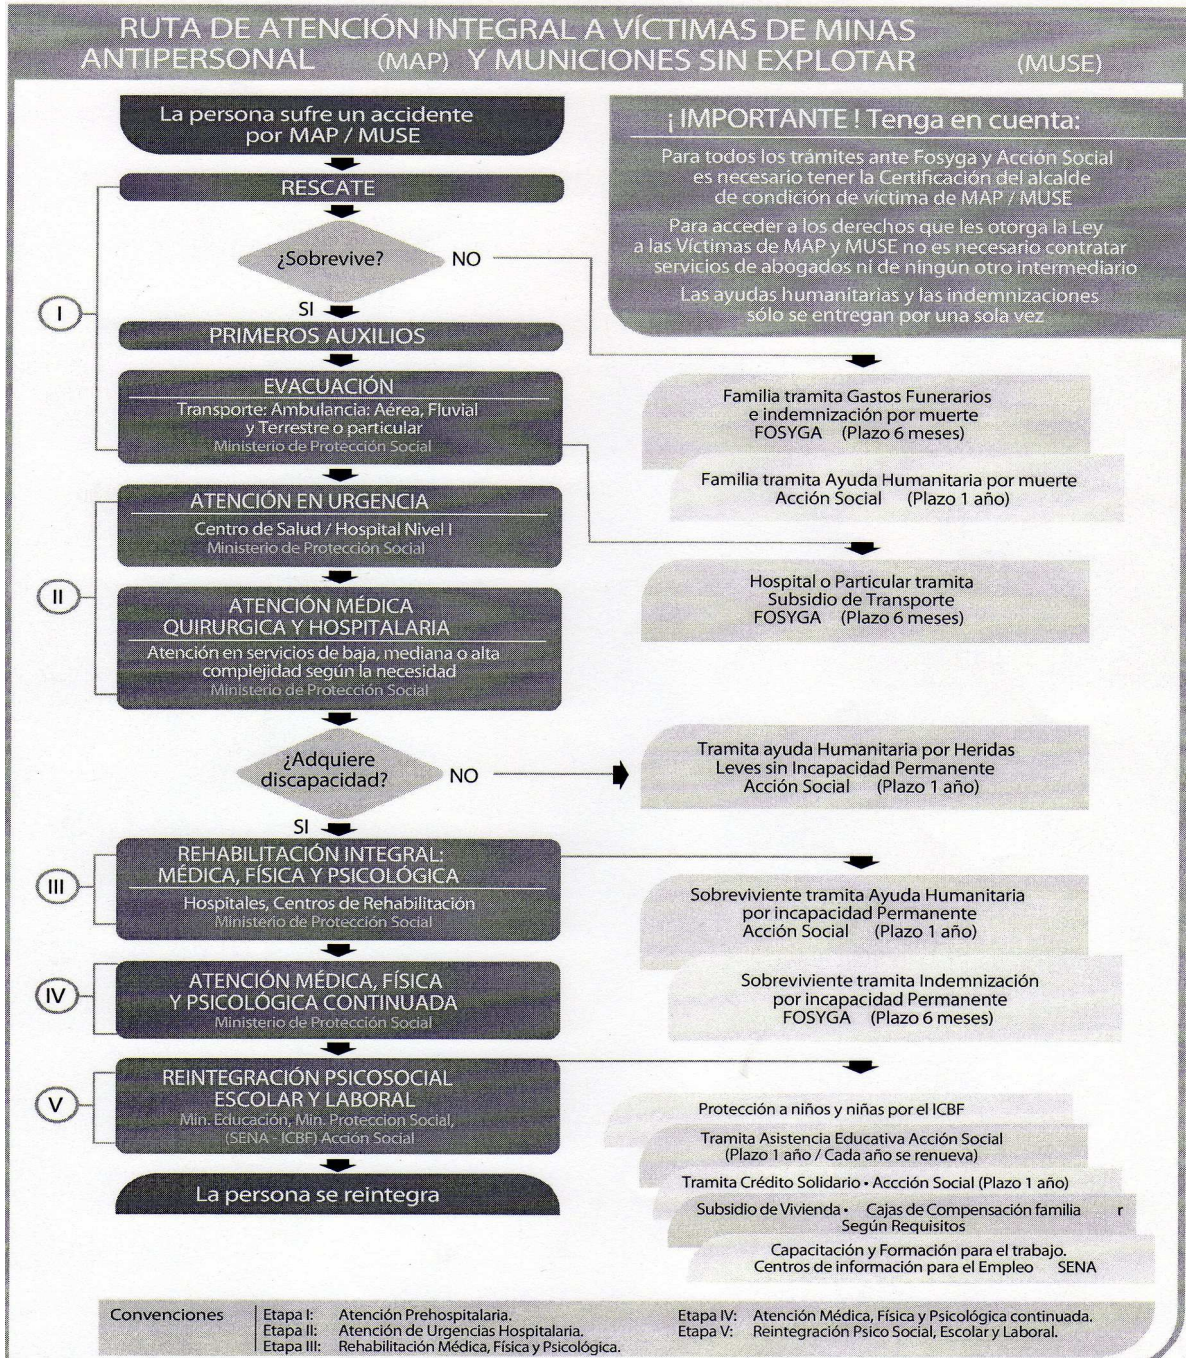 RUTA DE ATENCIÓN INTEGRAL A VÍCTIMAS DE MINAS
ANTIPERSONAL (MAP) Y MUNICIONES SIN EXPLOTAR (MUSE)
La persona sufre un accidente
por MAP / MUSE
RESCATE
¿Sobrevive?
NO
SI
I
PRIMEROS AUXILIOS
EVACUACIÓN
Transporte: Ambulancia: Aérea, Fluvial
y Terrestre o particular
Ministerio de Protección Social
¡ IMPORTANTE ! Tenga en cuenta:
Para todos los trámites ante Fosyga y Acción Social
es necesario tener la Certificación del alcalde
de condición de víctima de MAP / MUSE
Para acceder a los derechos que les otorga la Ley
a las Víctimas de MAP y MUSE no es necesario contratar
servicios de abogados ni de ningún otro intermediario
Las ayudas humanitarias y las indemnizaciones
sólo se entregan por una sola vez
Familia tramita Gastos Funerarios
e indemnización por muerte
FOSYGA (Plazo 6 meses)
Familia tramita Ayuda Humanitaria por muerte
Acción Social (Plazo 1 año)
II
ATENCIÓN EN URGENCIA
Centro de Salud / Hospital Nivel I
Ministerio de Protección Social
ATENCIÓN MÉDICA
QUIRURGICA Y HOSPITALARIA
Atención en servicios de baja, mediana o alta
complejidad según la necesidad
Ministerio de Protección Social
Hospital o Particular tramita
Subsidio de Transporte
FOSYGA (Plazo 6 meses)
¿Adquiere
discapacidad?
NO
SI
Tramita ayuda Humanitaria por Heridas
Leves sin Incapacidad Permanente
Acción Social (Plazo 1 año)
III
REHABILITACIÓN INTEGRAL:
MÉDICA, FÍSICA Y PSICOLÓGICA
Hospitales, Centros de Rehabilitación
Ministerio de Protección Social
Sobreviviente tramita Ayuda Humanitaria
por incapacidad Permanente
Acción Social (Plazo 1 año)
IV
ATENCIÓN MÉDICA, FÍSICA
Y PSICOLÓGICA CONTINUADA
Ministerio de Protección Social
Sobreviviente tramita Indemnización
por incapacidad Permanente
FOSYGA (Plazo 6 meses)
V
REINTEGRACIÓN PSICOSOCIAL
ESCOLAR Y LABORAL
Min. Educación, Min. Proteccion Social,
(SENA - ICBF) Acción Social
La persona se reintegra
Protección a niños y niñas por el ICBF
Tramita Asistencia Educativa Acción Social
(Plazo 1 año / Cada año se renueva)
Tramita Crédito Solidario • Accción Social (Plazo 1 año)
Subsidio de Vivienda • Cajas de Compensación familia r
Según Requisitos
Capacitación y Formación para el trabajo.
Centros de información para el Empleo SENA
Convenciones
Etapa I: Atención Prehospitalaria.
Etapa II: Atención de Urgencias Hospitalaria.
Etapa III: Rehabilitación Médica, Física y Psicológica.
Etapa IV: Atención Médica, Física y Psicológica continuada.
Etapa V: Reintegración Psico Social, Escolar y Laboral.